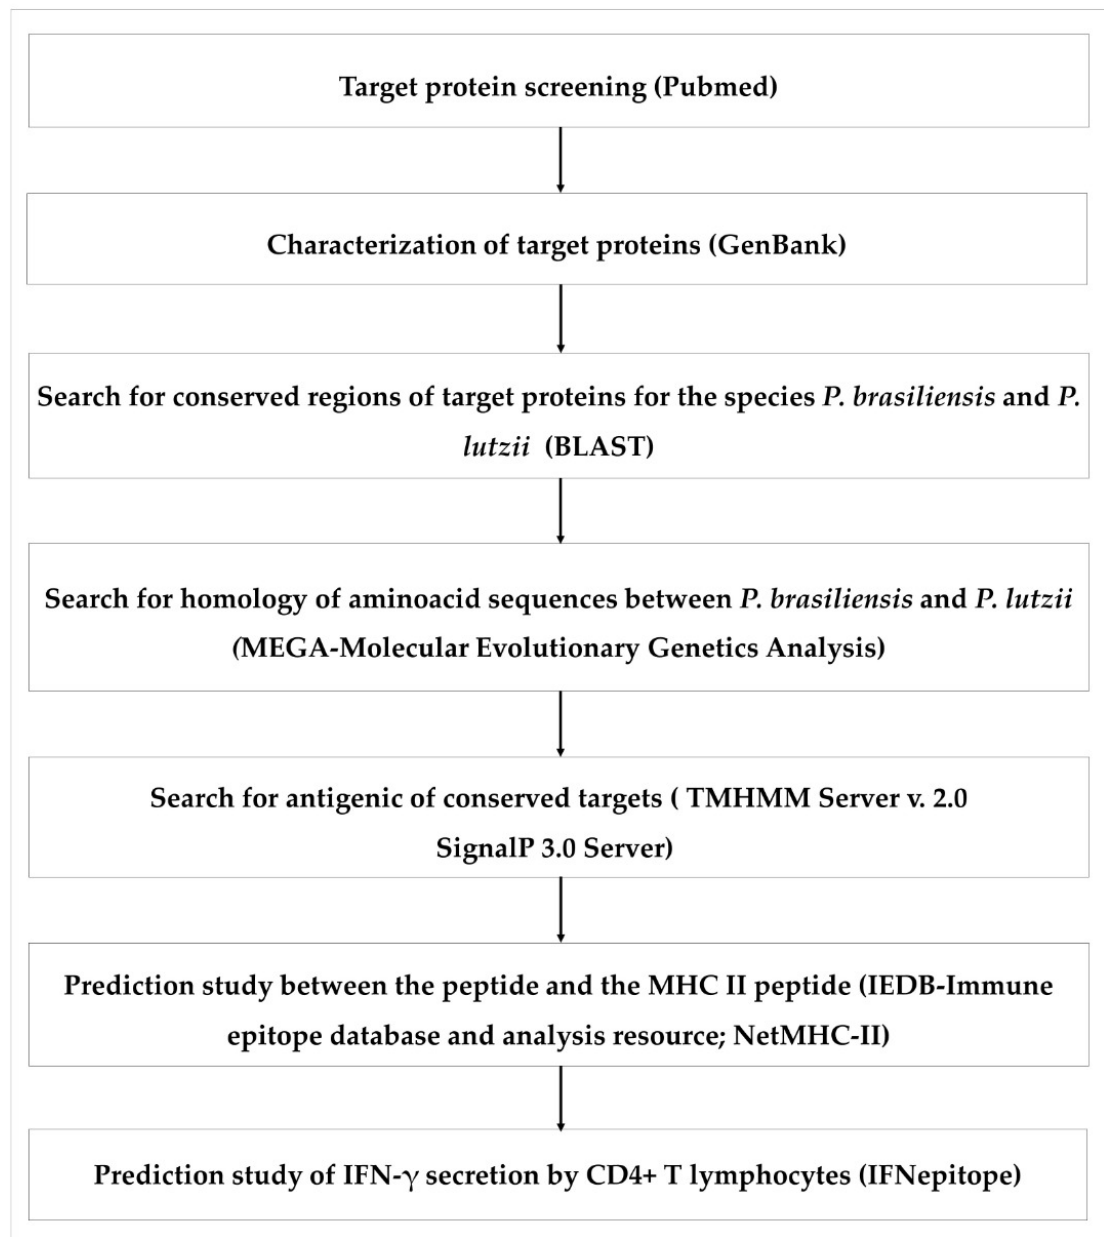 Target protein screening (Pubmed)
Characterization of target proteins (GenBank)
Search for conserved regions of target proteins for the species P. brasiliensis and P.
lutzii (BLAST)
Search for homology of aminoacid sequences between P. brasiliensis and P. lutzii
(MEGA-Molecular Evolutionary Genetics Analysis)
Search for antigenic of conserved targets ( TMHMM Server v. 2.0
SignalP 3.0 Server)
Prediction study between the peptide and the MHC II peptide (IEDB-Immune
epitope database and analysis resource; NetMHC-II)
Prediction study of IFN-γ secretion by CD4+ T lymphocytes (IFNepitope)